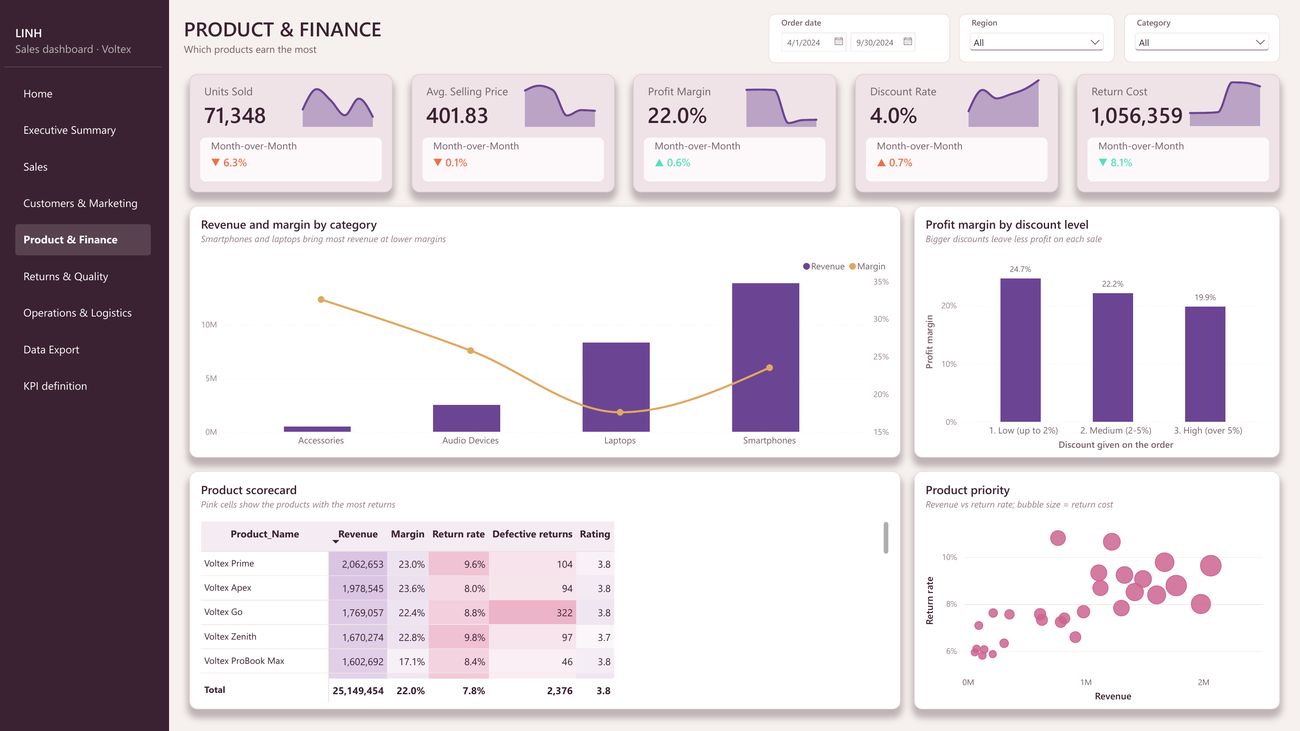 LINH
Sales dashboard · Voltex
Home
Executive Summary
Sales
Customers & Marketing
Product & Finance
Returns & Quality
Operations & Logistics
Data Export
KPI definition
PRODUCT & FINANCE
Which products earn the most
Order date
4/1/2024 9/30/2024
Region
All
Category
All
Units Sold
71,348
Month-over-Month
▼ 6.3%
Avg. Selling Price
401.83
Month-over-Month
▼ 0.1%
Profit Margin
22.0%
Month-over-Month
▲ 0.6%
Discount Rate
4.0%
Month-over-Month
▲ 0.7%
Return Cost
1,056,359
Month-over-Month
▼ 8.1%
Revenue and margin by category
Smartphones and laptops bring most revenue at lower margins
Revenue Margin
10M
5M
0M
35%
30%
25%
20%
15%
Accessories Audio Devices Laptops Smartphones
Profit margin by discount level
Bigger discounts leave less profit on each sale
Profit margin
20%
10%
0%
24.7% 22.2% 19.9%
1. Low (up to 2%) 2. Medium (2-5%) 3. High (over 5%)
Discount given on the order
Product scorecard
Pink cells show the products with the most returns
Product_Name Revenue Margin Return rate Defective returns Rating
Voltex Prime 2,062,653 23.0% 9.6% 104 3.8
Voltex Apex 1,978,545 23.6% 8.0% 94 3.8
Voltex Go 1,769,057 22.4% 8.8% 322 3.8
Voltex Zenith 1,670,274 22.8% 9.8% 97 3.7
Voltex ProBook Max 1,602,692 17.1% 8.4% 46 3.8
Total 25,149,454 22.0% 7.8% 2,376 3.8
Product priority
Revenue vs return rate; bubble size = return cost
Return rate
10%
8%
6%
0M 1M 2M
Revenue